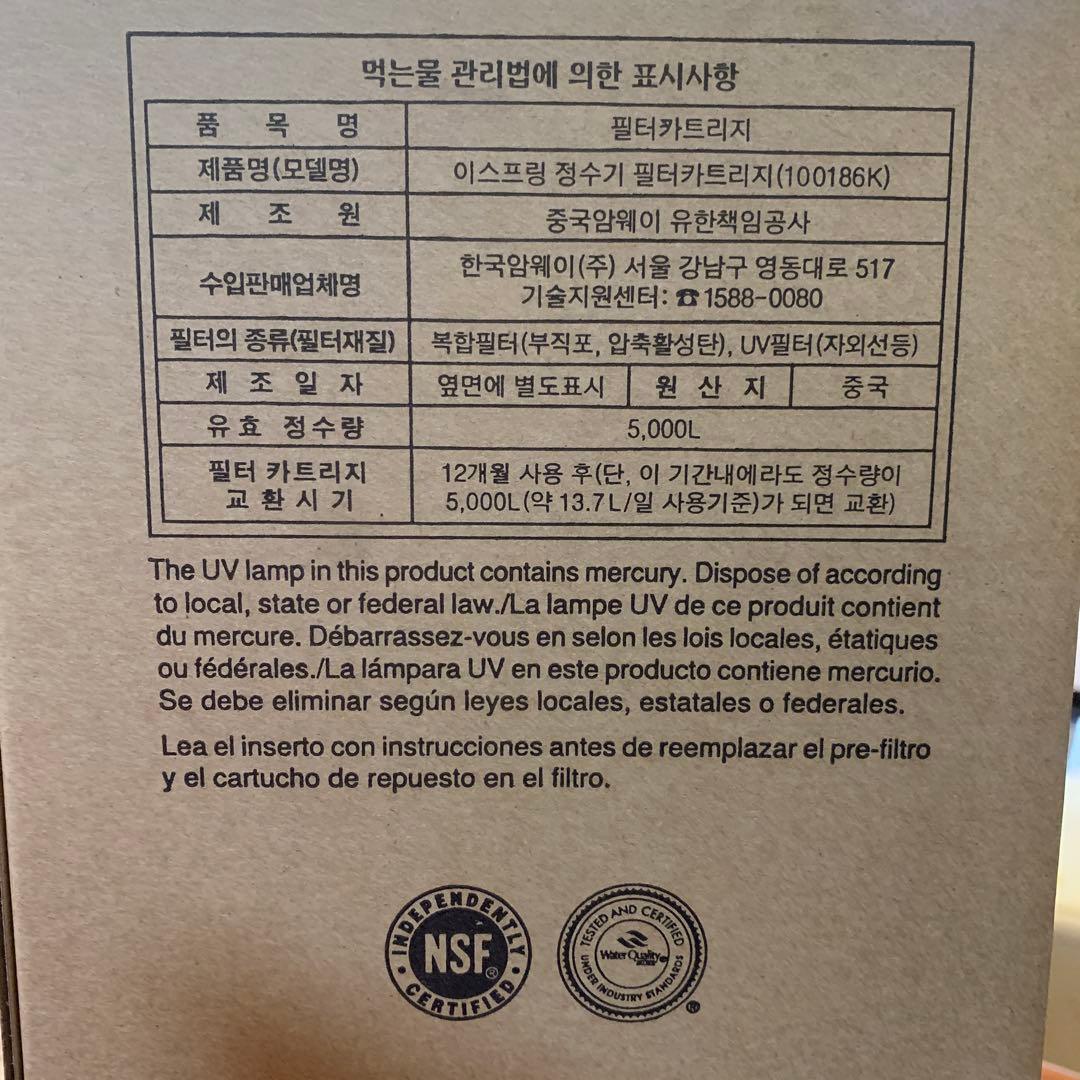 먹는물 관리법에 의한 표시사항
품 목 명 필터카트리지
제품명(모델명) 이스프링 정수기 필터카트리지(100186K)
제 조 원 중국암웨이 유한책임공사
수입판매업체명 한국암웨이(주) 서울 강남구 영동대로 517
기술지원센터: ☎1588-0080
필터의 종류(필터재질) 복합필터(부직포, 압축활성탄), UV필터(자외선등)
제 조 일 자 옆면에 별도표시 원 산 지 중국
유효 정수량 5,000L
필터 카트리지 12개월 사용 후(단, 이 기간내에라도 정수량이
교 환 시 기 5,000L(약 13.7L/일 사용기준)가 되면 교환)
The UV lamp in this product contains mercury. Dispose of according
to local, state or federal law./La lampe UV de ce produit contient
du mercure. Débarrassez-vous en selon les lois locales, étatiques
ou fédérales./La lámpara UV en este producto contiene mercurio.
Se debe eliminar según leyes locales, estatales o federales.
Lea el inserto con instrucciones antes de reemplazar el pre-filtro
y el cartucho de repuesto en el filtro.
INDEPENDENTLY
NSF®
CERTIFIED
TESTED AND CERTIFIED
Water Quality
UNDER INDUSTRY STANDARDS
®